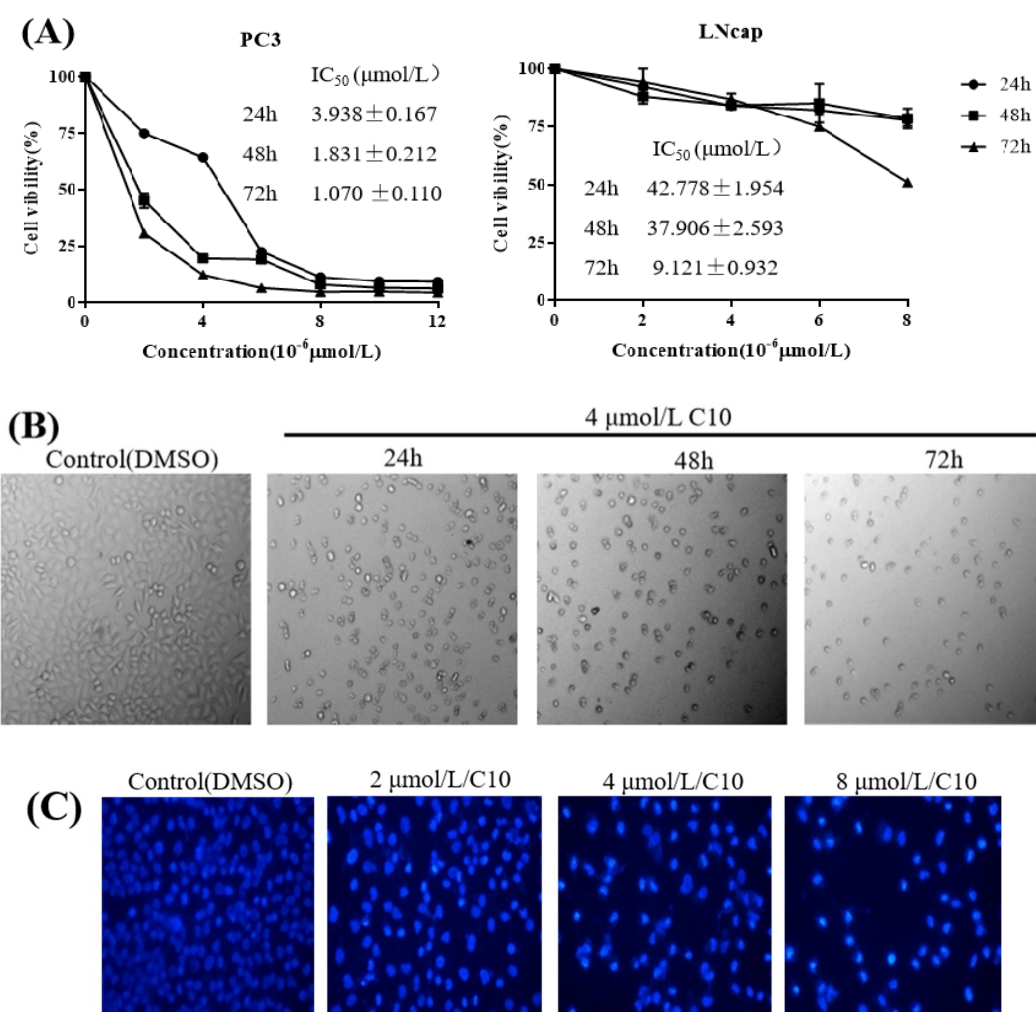 (A)
PC3
IC50 (μmol/L)
24h 3.938±0.167
48h 1.831±0.212
72h 1.070 ±0.110
100
75
50
25
0
Cell vibility(%)
0 4 8 12
Concentration(10-6μmol/L)
LNcap
100
75
50
25
0
Cell vibility(%)
IC50 (μmol/L)
24h 42.778±1.954
48h 37.906±2.593
72h 9.121±0.932
0 2 4 6 8
Concentration(10-6μmol/L)
24h
48h
72h
(B)
4 μmol/L C10
Control(DMSO) 24h 48h 72h
(C)
Control(DMSO) 2 μmol/L/C10 4 μmol/L/C10 8 μmol/L/C10